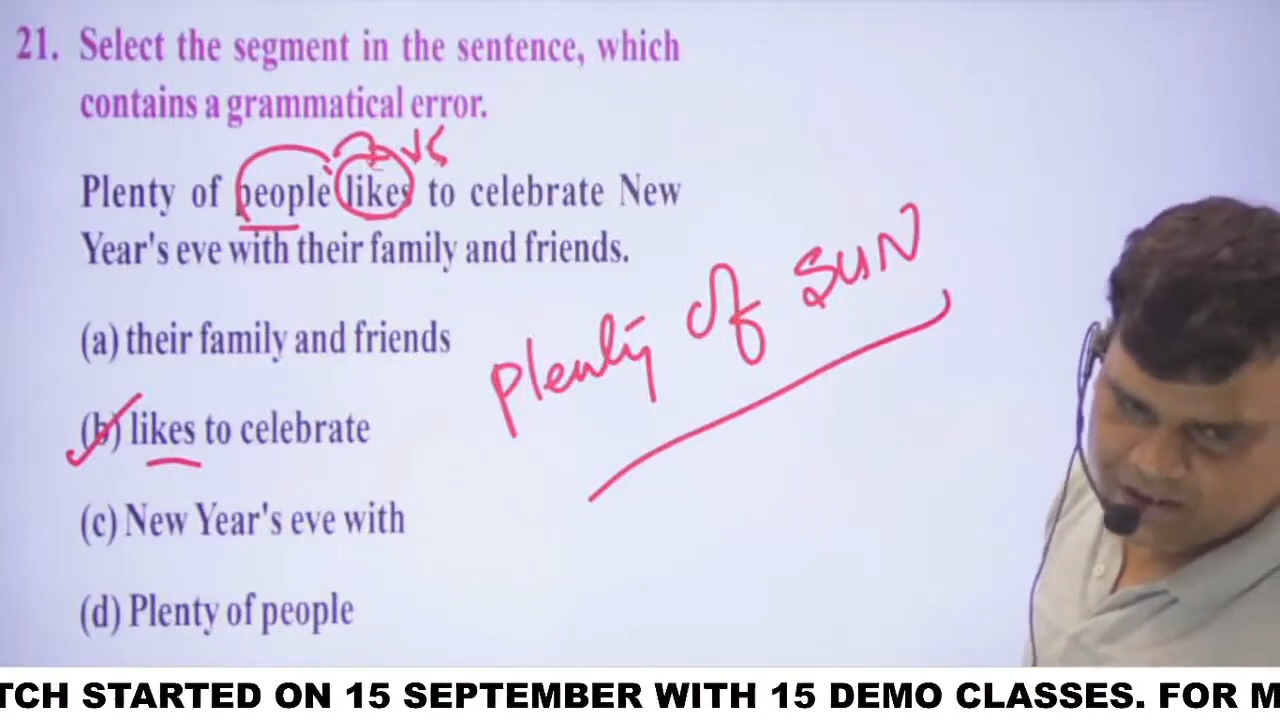 21. Select the segment in the sentence, which
contains a grammatical error.
Plenty of people likes to celebrate New
Year's eve with their family and friends.
(a) their family and friends
(b) likes to celebrate
(c) New Year's eve with
(d) Plenty of people
plenty of SUN
TCH STARTED ON 15 SEPTEMBER WITH 15 DEMO CLASSES. FOR M